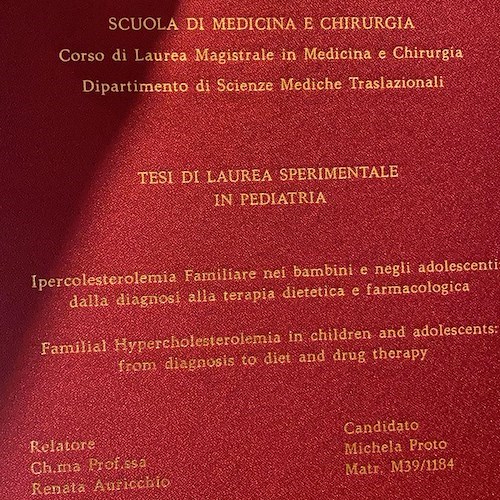 SCUOLA DI MEDICINA E CHIRURGIA
Corso di Laurea Magistrale in Medicina e Chirurgia
Dipartimento di Scienze Mediche Traslazionali
TESI DI LAUREA SPERIMENTALE
IN PEDIATRIA
Ipercolesterolemia Familiare nei bambini e negli adolescenti:
dalla diagnosi alla terapia dietetica e farmacologica
Familial Hypercholesterolemia in children and adolescents:
from diagnosis to diet and drug therapy
Relatore
Ch.ma Prof.ssa
Renata Auricchio
Candidato
Michela Proto
Matr. M39/1184